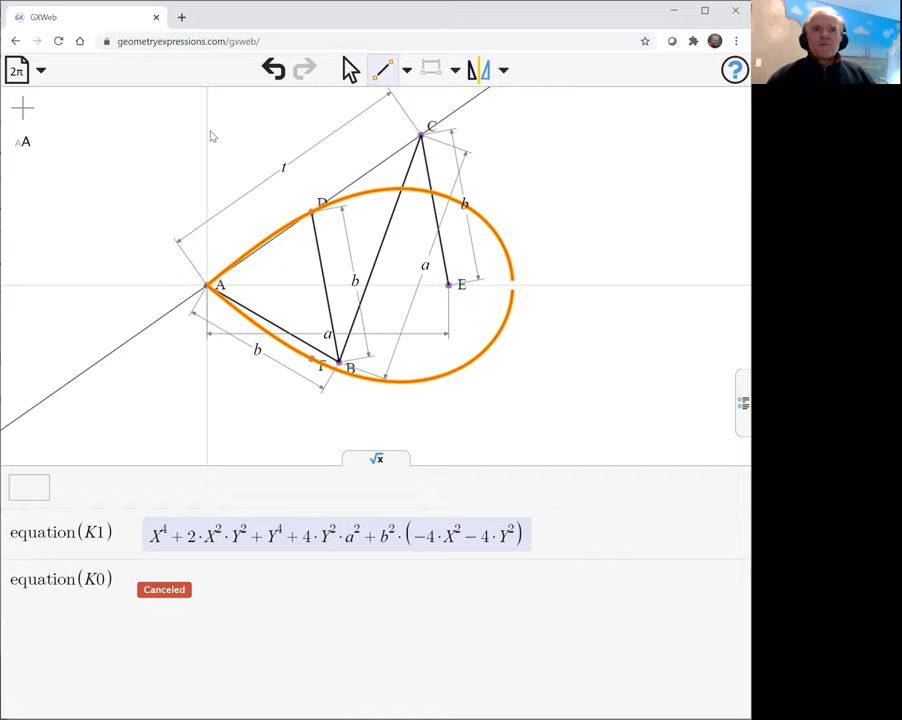 GXWeb
geometryexpressions.com/gxweb/
2π
?
AA
t
C
D
b
a
A
E
b
a
b
F
B
√x
equation(K1) X⁴ + 2·X²·Y² + Y⁴ + 4·Y²·a² + b²·(−4·X² − 4·Y²)
equation(K0) Canceled